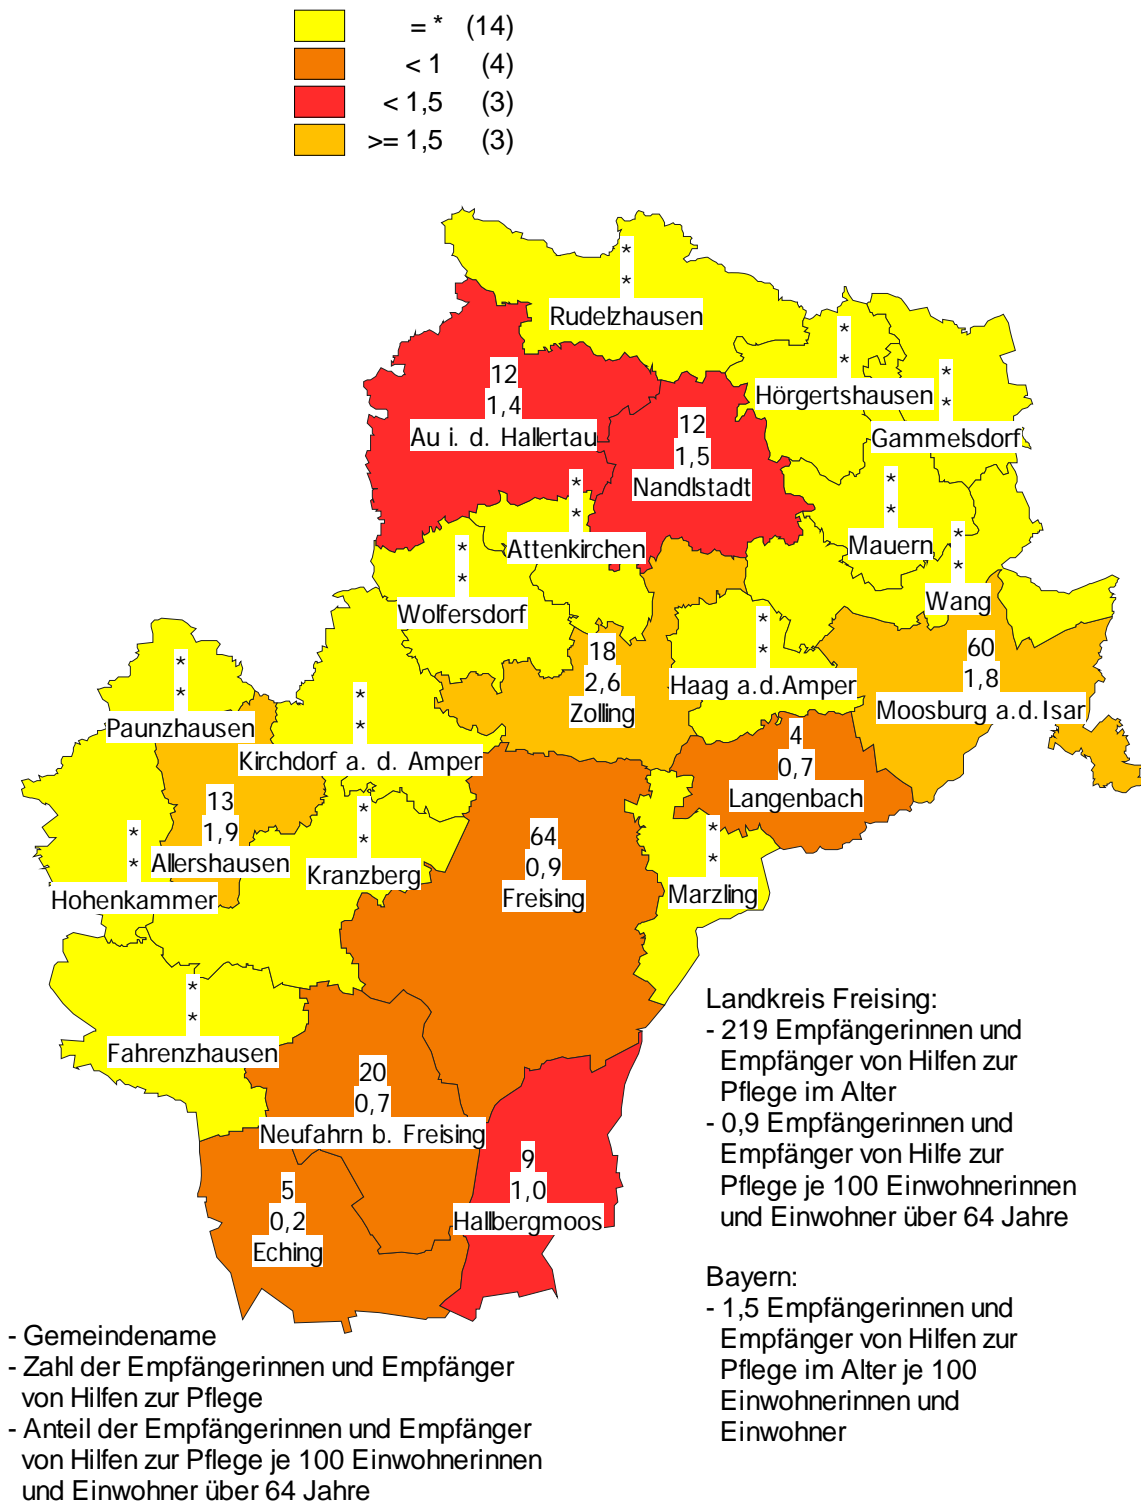 = * (14)
< 1 (4)
< 1,5 (3)
>= 1,5 (3)
*
*
Rudelzhausen
*
*
Hörgertshausen
*
*
Gammelsdorf
12
1,4
Au i. d. Hallertau
12
1,5
Nandlstadt
*
*
Attenkirchen
*
*
Mauern
*
*
Wang
*
*
Wolfersdorf
18
2,6
Zolling
*
*
Haag a.d.Amper
60
1,8
Moosburg a.d.Isar
*
*
Paunzhausen
*
*
Kirchdorf a. d. Amper
4
0,7
Langenbach
13
1,9
Allershausen
*
*
Hohenkammer
*
*
Kranzberg
64
0,9
Freising
*
*
Marzling
*
*
Fahrenzhausen
20
0,7
Neufahrn b. Freising
5
0,2
Eching
9
1,0
Hallbergmoos
Landkreis Freising:
- 219 Empfängerinnen und
Empfänger von Hilfen zur
Pflege im Alter
- 0,9 Empfängerinnen und
Empfänger von Hilfe zur
Pflege je 100 Einwohnerinnen
und Einwohner über 64 Jahre
Bayern:
- 1,5 Empfängerinnen und
Empfänger von Hilfen zur
Pflege im Alter je 100
Einwohnerinnen und
Einwohner
- Gemeindename
- Zahl der Empfängerinnen und Empfänger
von Hilfen zur Pflege
- Anteil der Empfängerinnen und Empfänger
von Hilfen zur Pflege je 100 Einwohnerinnen
und Einwohner über 64 Jahre